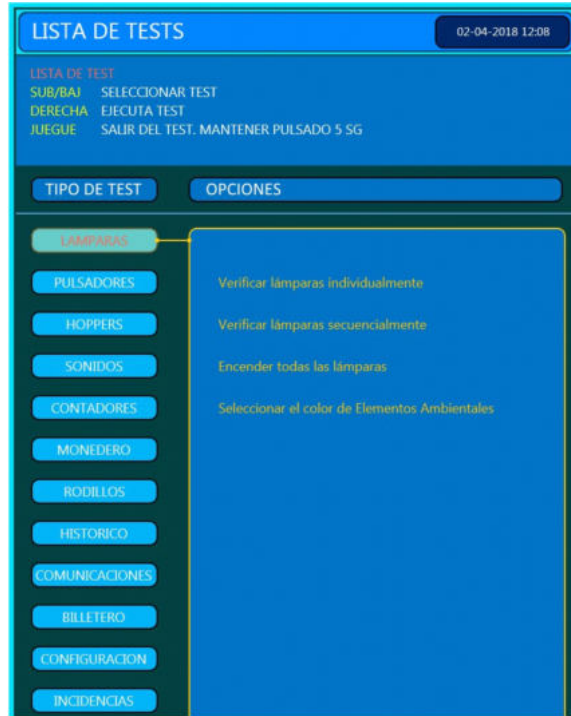 LISTA DE TESTS
02-04-2018 12:08
LISTA DE TEST
SUB/BAJ SELECCIONAR TEST
DERECHA EJECUTA TEST
JUEGUE SALIR DEL TEST. MANTENER PULSADO 5 SG
TIPO DE TEST OPCIONES
LAMPARAS
PULSADORES Verificar lámparas individualmente
HOPPERS Verificar lámparas secuencialmente
SONIDOS Encender todas las lámparas
CONTADORES Seleccionar el color de Elementos Ambientales
MONEDERO
RODILLOS
HISTORICO
COMUNICACIONES
BILLETERO
CONFIGURACION
INCIDENCIAS